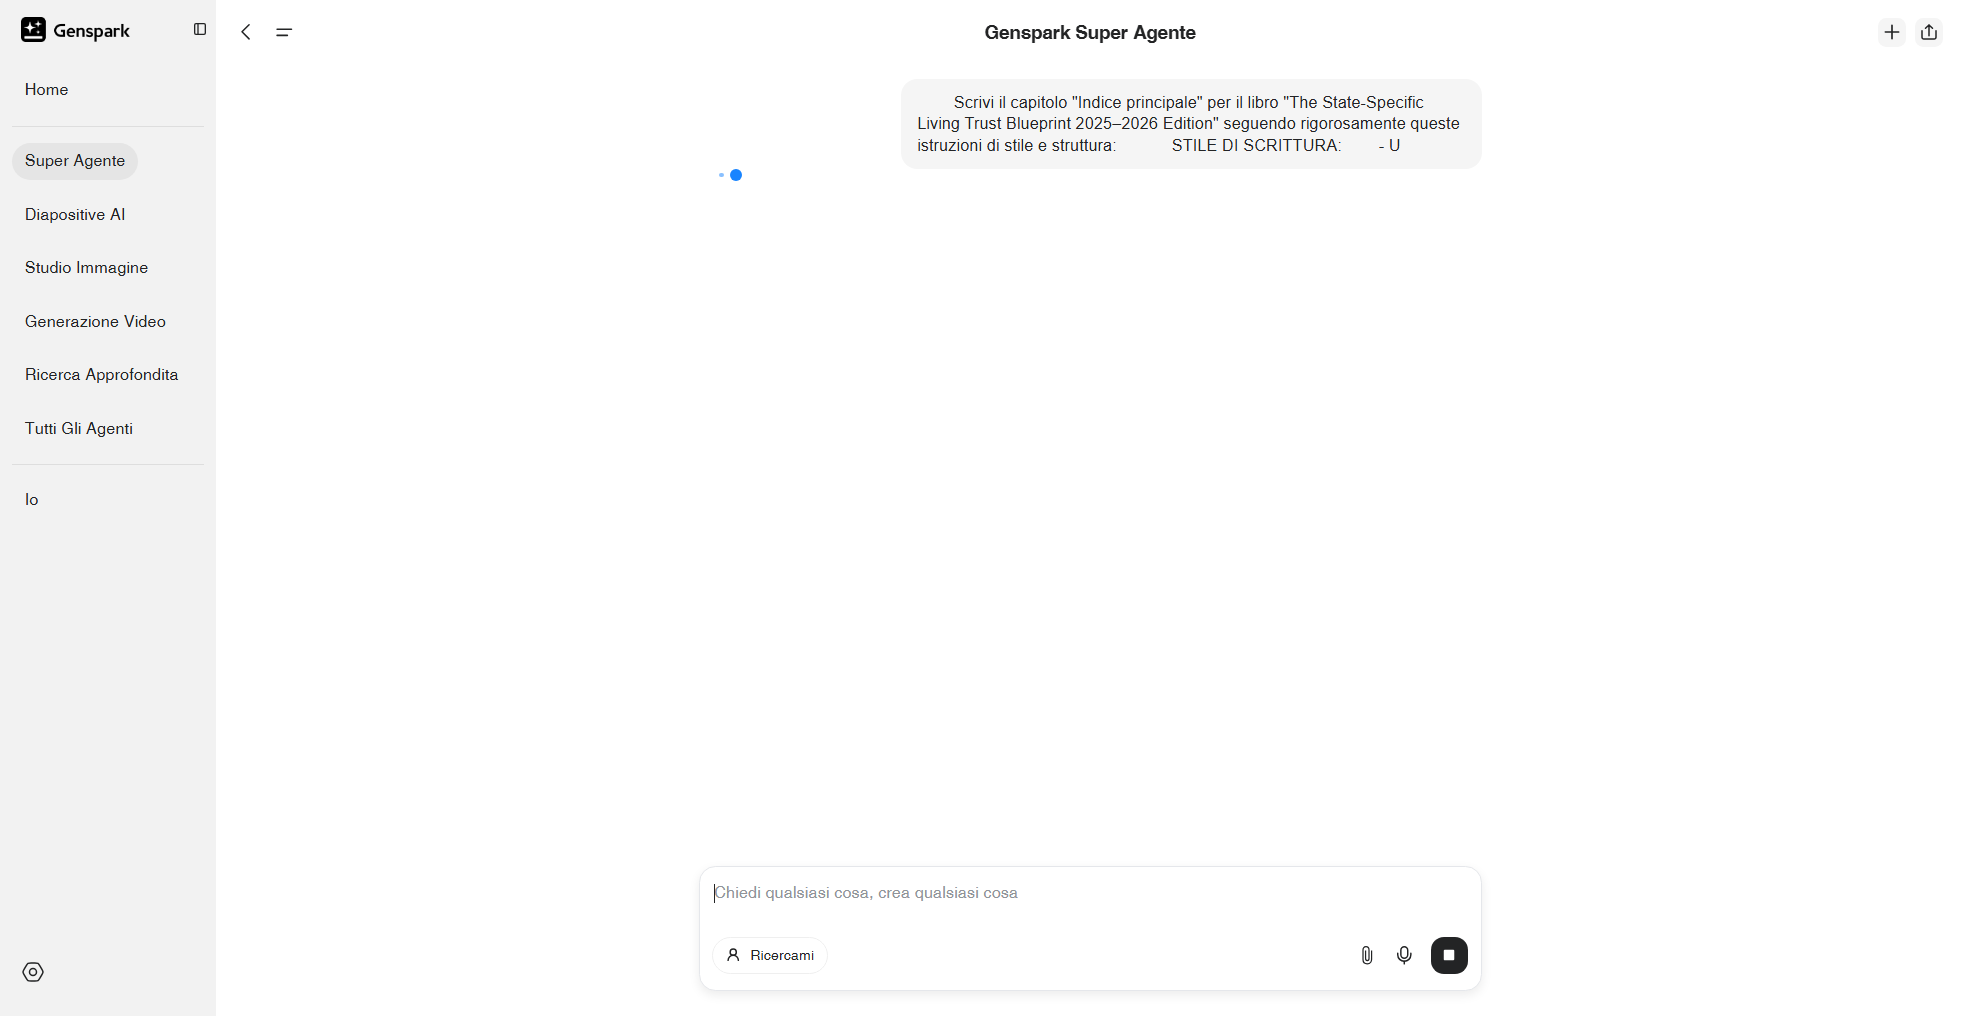 Genspark
Home
Super Agente
Diapositive AI
Studio Immagine
Generazione Video
Ricerca Approfondita
Tutti Gli Agenti
Io
Genspark Super Agente
Scrivi il capitolo "Indice principale" per il libro "The State-Specific
Living Trust Blueprint 2025–2026 Edition" seguendo rigorosamente queste
istruzioni di stile e struttura: STILE DI SCRITTURA: - U
Chiedi qualsiasi cosa, crea qualsiasi cosa
Ricercami